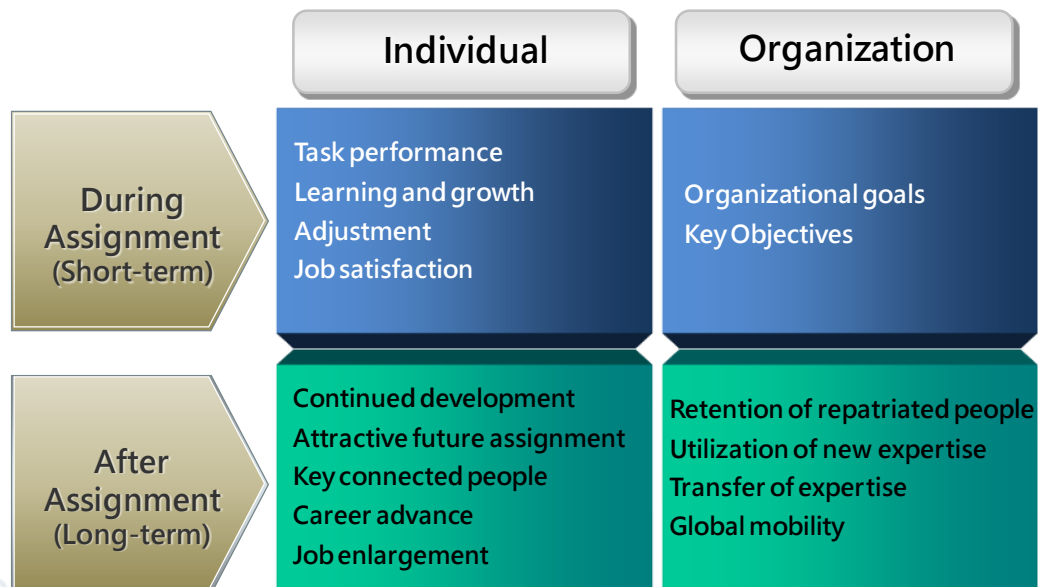 Individual
Organization
During
Assignment
(Short-term)
Task performance
Learning and growth
Adjustment
Job satisfaction
Organizational goals
Key Objectives
After
Assignment
(Long-term)
Continued development
Attractive future assignment
Key connected people
Career advance
Job enlargement
Retention of repatriated people
Utilization of new expertise
Transfer of expertise
Global mobility